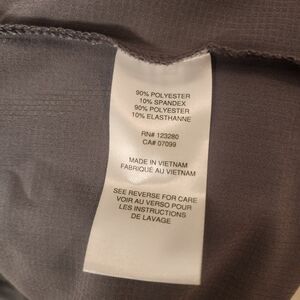 90% POLYESTER
10% SPANDEX
90% POLYESTER
10% ELASTHANNE
RN# 123280
CA# 07099
MADE IN VIETNAM
FABRIQUE AU VIETNAM
SEE REVERSE FOR CARE
VOIR AU VERSO POUR
LES INSTRUCTIONS
DE LAVAGE